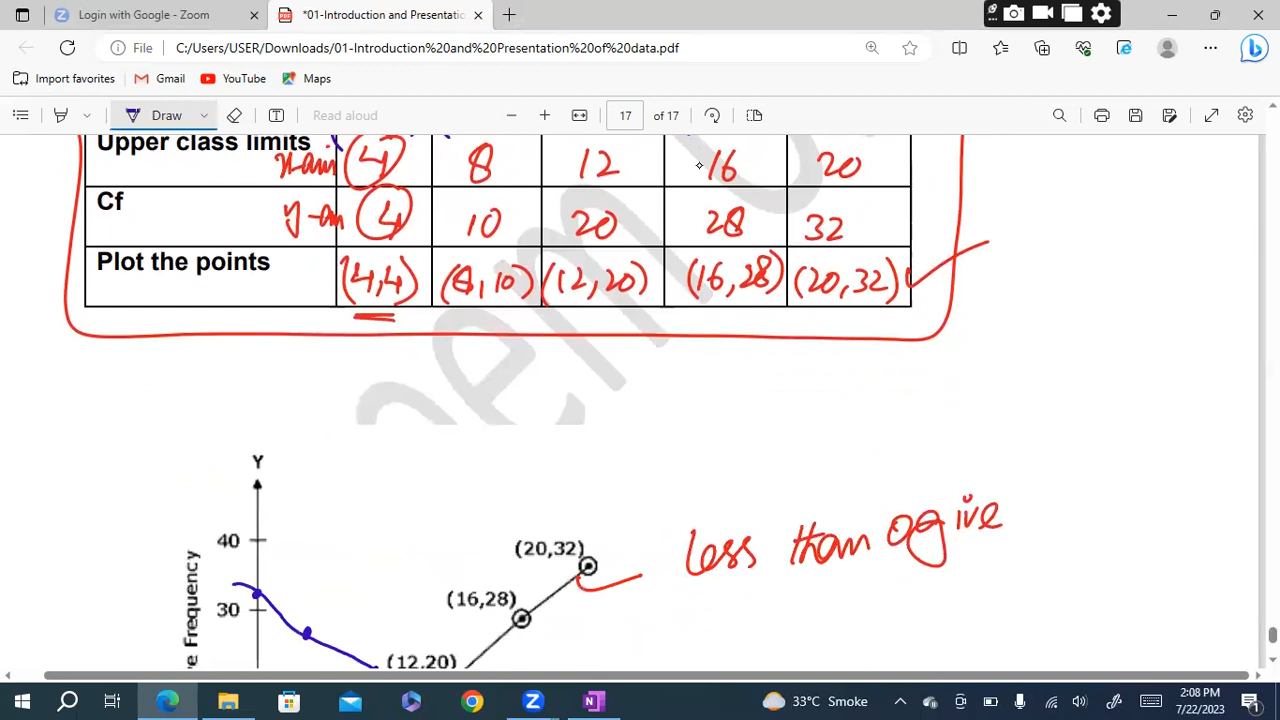 Login with Google - Zoom
*01-Introduction and Presentatio
File C:/Users/USER/Downloads/01-Introduction%20and%20Presentation%20of%20data.pdf
Import favorites Gmail YouTube Maps
Draw Read aloud 17 of 17
Upper class limits 4 8 12 16 20
Cf 4 10 20 28 32
Plot the points (4,4) (8,10) (12,20) (16,28) (20,32)
Y
less than ogive
40 (20,32)
(16,28)
30
e Frequency
(12,20)
33°C Smoke
2:08 PM
7/22/2023